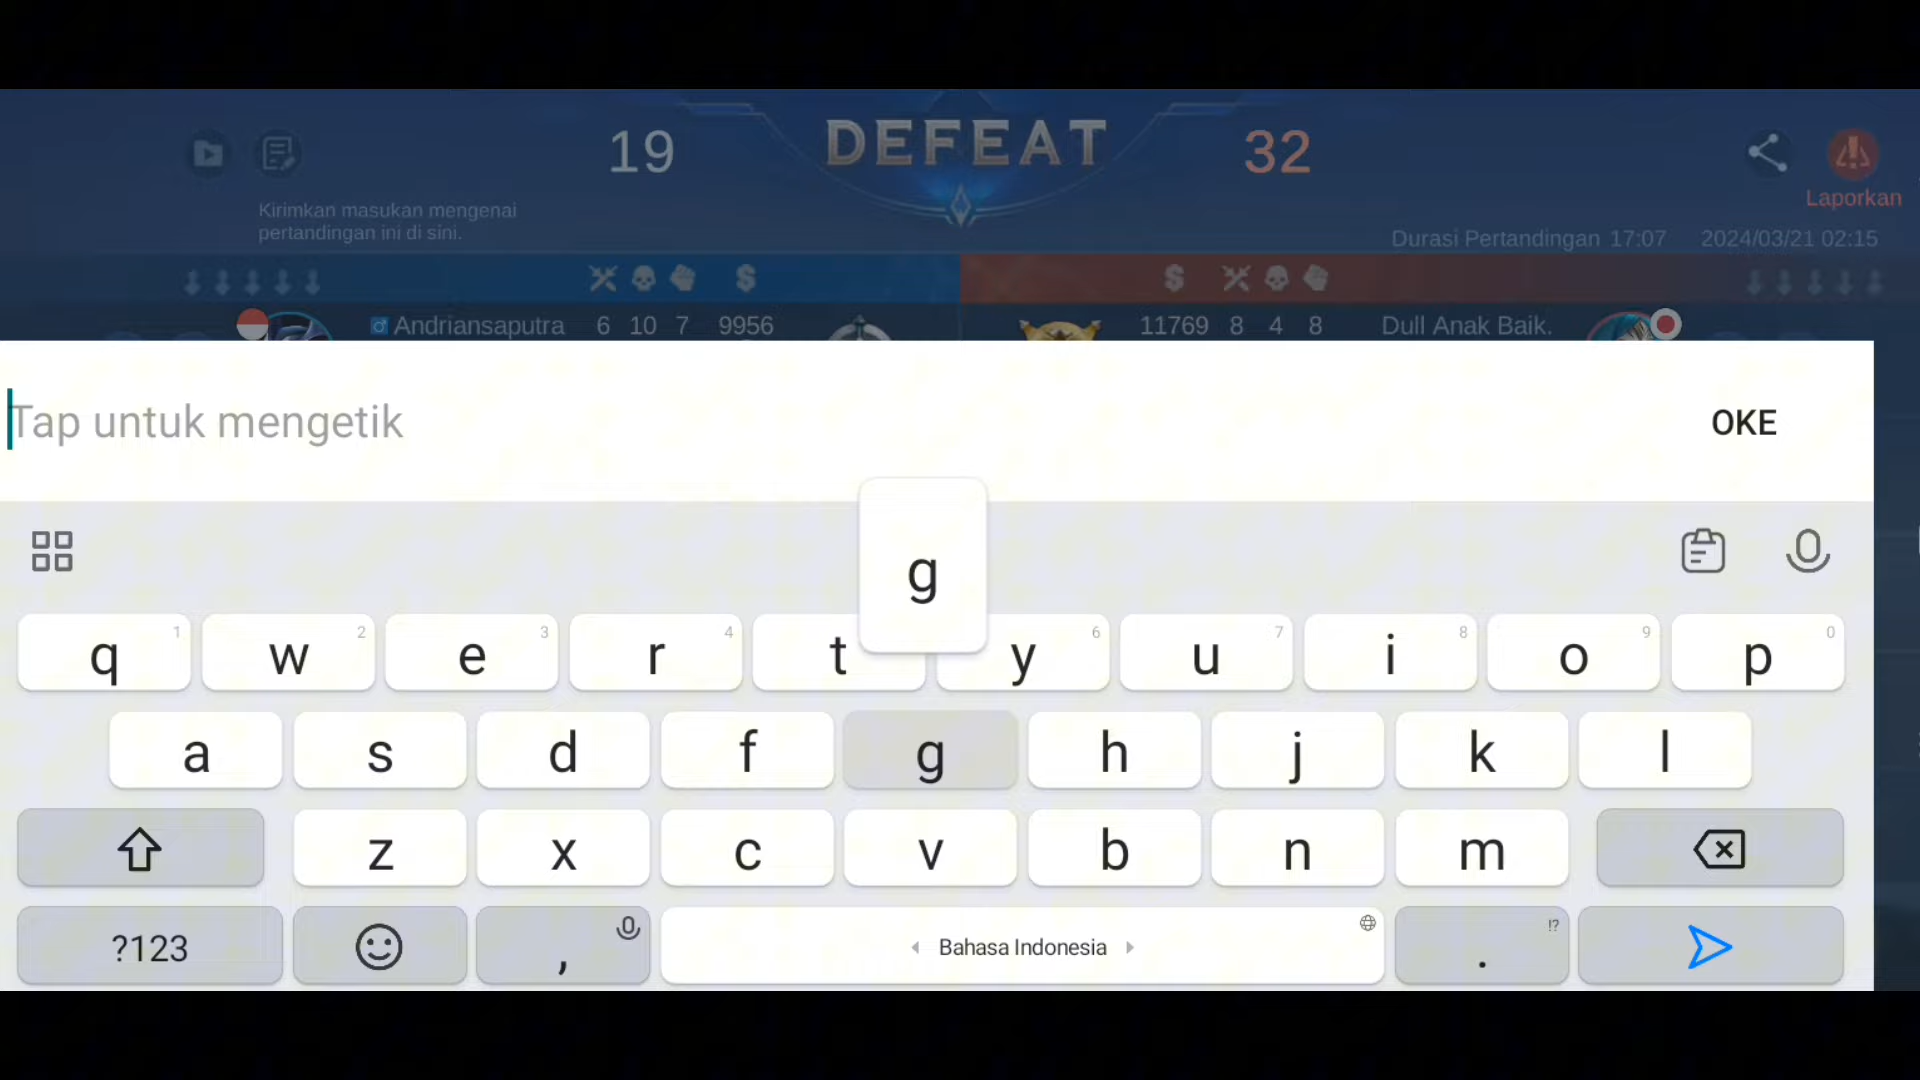 19 DEFEAT 32
Laporkan
Kirimkan masukan mengenai
pertandingan ini di sini.
Durasi Pertandingan 17:07 2024/03/21 02:15
Andriansaputra 6 10 7 9956 11769 8 4 8 Dull Anak Baik.
Tap untuk mengetik OKE
g
q 1 w 2 e 3 r 4 t y 6 u 7 i 8 o 9 p 0
a s d f g h j k l
z x c v b n m
?123 , Bahasa Indonesia . !?